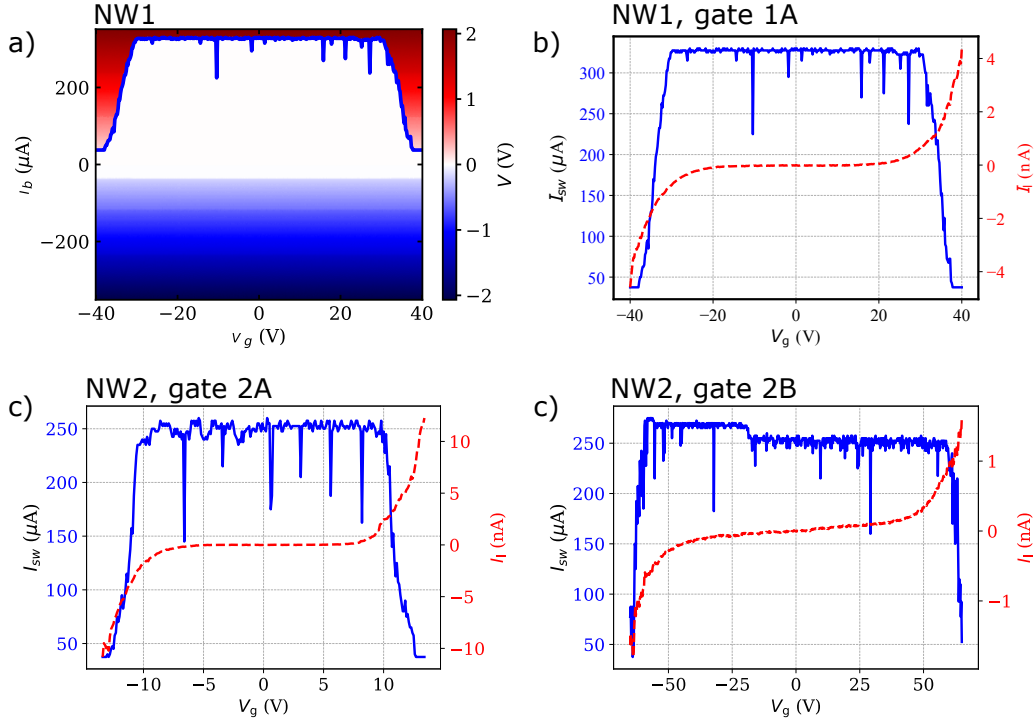 NW1
a)
200
0
−200
I_b (μA)
−40
−20
0
20
40
V_g (V)
2
1
0
−1
−2
V (V)
NW1, gate 1A
b)
300
250
200
150
100
50
I_sw (μA)
−40
−20
0
20
40
V_g (V)
4
2
0
−2
−4
I_l (nA)
NW2, gate 2A
c)
250
200
150
100
50
I_sw (μA)
−10
−5
0
5
10
V_g (V)
10
5
0
−5
−10
I_l (nA)
NW2, gate 2B
c)
250
200
150
100
50
I_sw (μA)
−50
−25
0
25
50
V_g (V)
1
0
−1
I_l (nA)